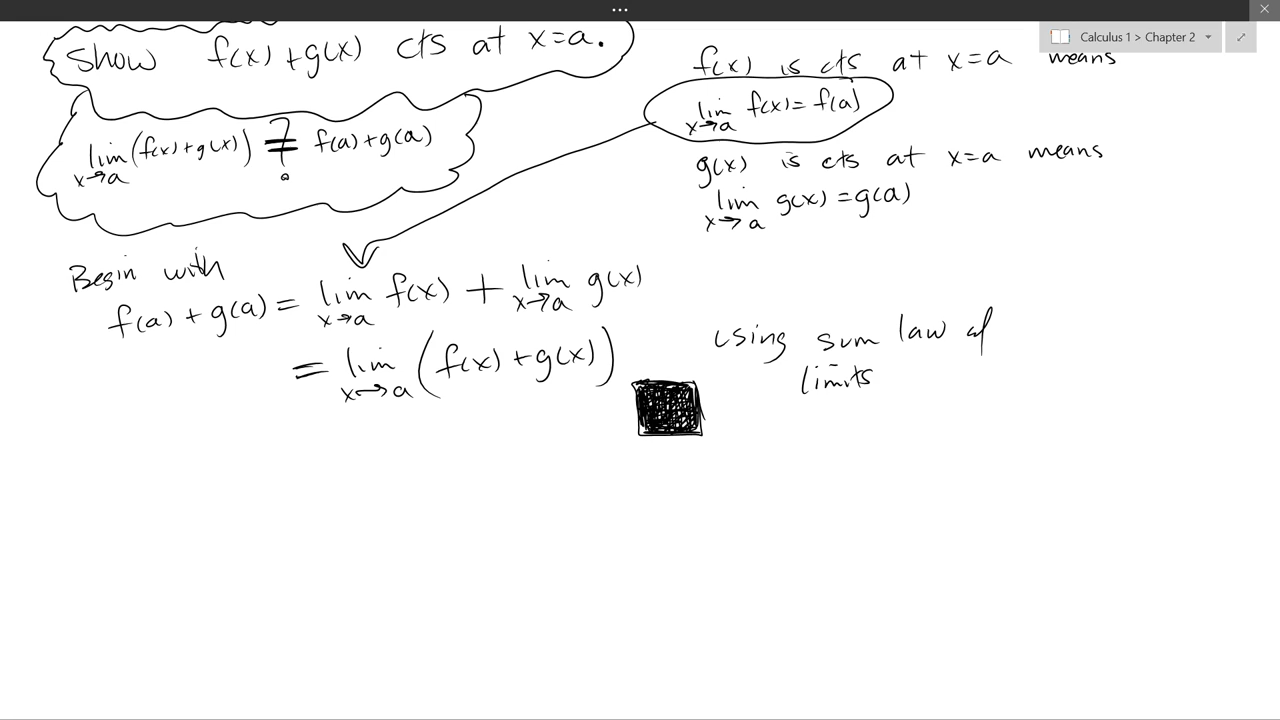 Calculus 1 > Chapter 2
Show f(x)+g(x) cts at x=a.
lim x→a (f(x)+g(x)) =? f(a)+g(a)
f(x) is cts at x=a means
lim x→a f(x)=f(a)
g(x) is cts at x=a means
lim x→a g(x)=g(a)
Begin with
f(a)+g(a) = lim x→a f(x) + lim x→a g(x)
= lim x→a (f(x)+g(x))
using sum law of
limits